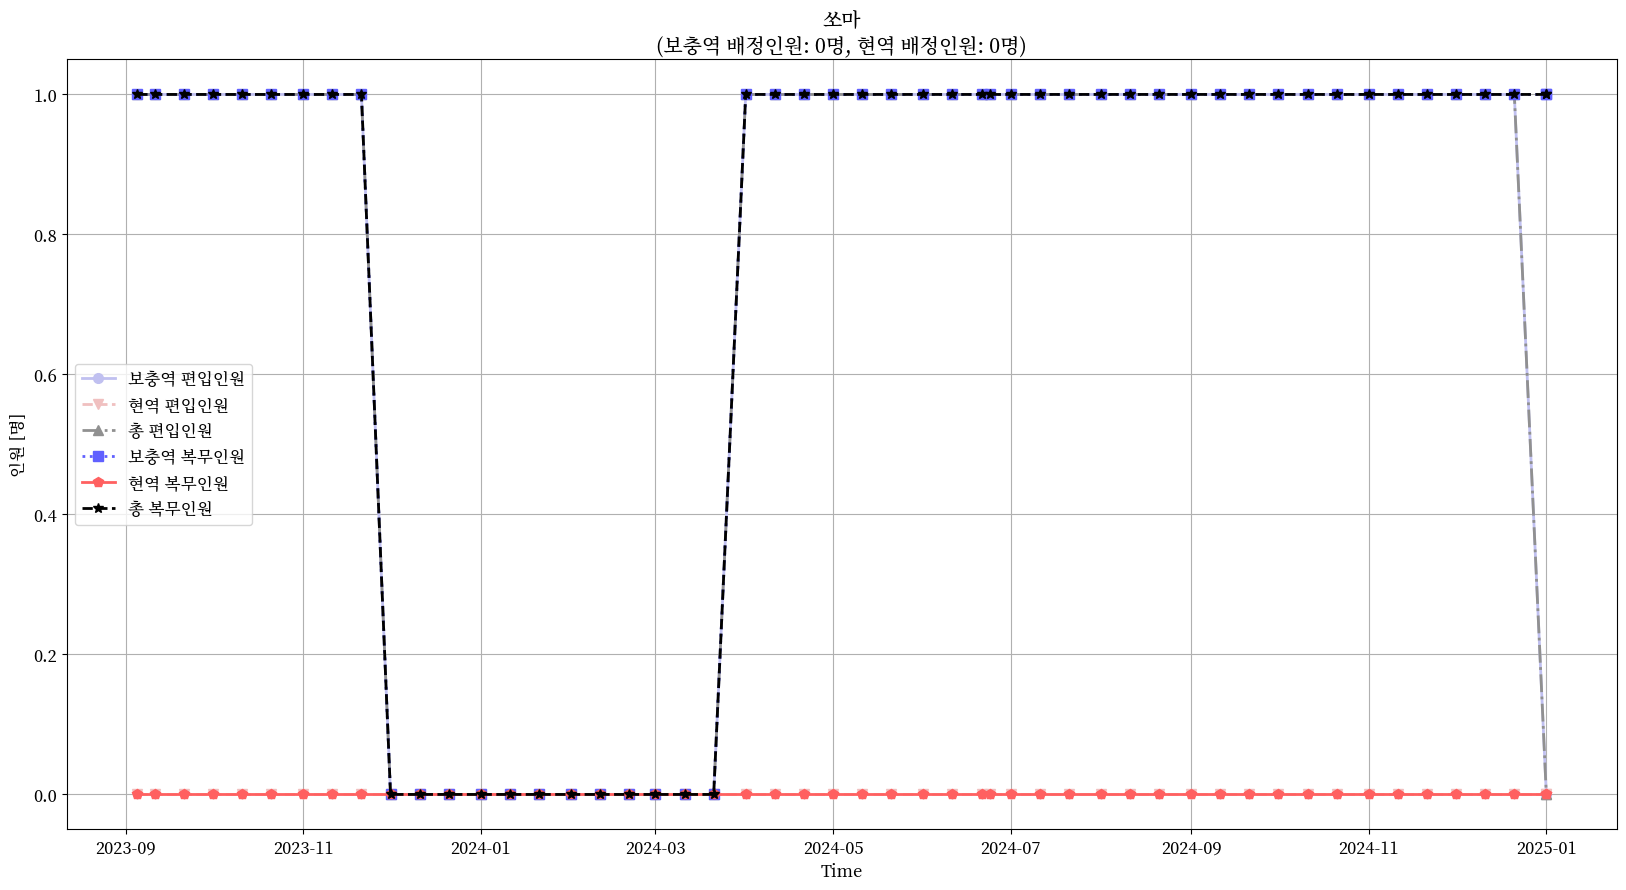 쏘마
(보충역 배정인원: 0명, 현역 배정인원: 0명)
1.0
0.8
0.6
0.4
0.2
0.0
인원 [명]
보충역 편입인원
현역 편입인원
총 편입인원
보충역 복무인원
현역 복무인원
총 복무인원
2023-09 2023-11 2024-01 2024-03 2024-05 2024-07 2024-09 2024-11 2025-01
Time